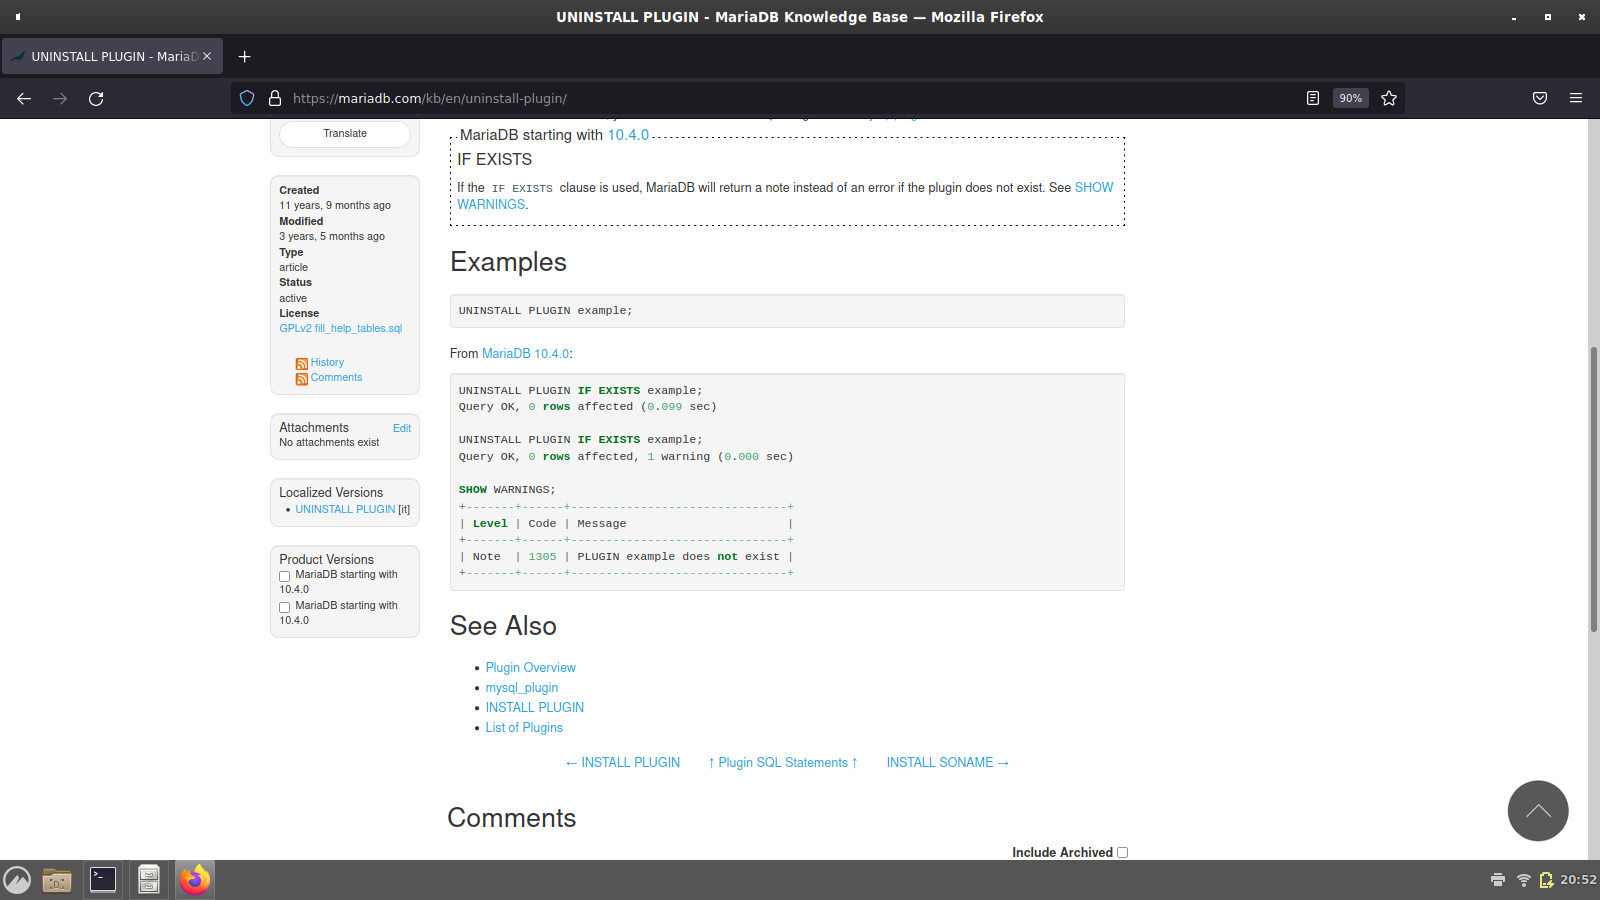 UNINSTALL PLUGIN - MariaDB Knowledge Base — Mozilla Firefox
UNINSTALL PLUGIN - MariaD
https://mariadb.com/kb/en/uninstall-plugin/
90%
Translate
Created
11 years, 9 months ago
Modified
3 years, 5 months ago
Type
article
Status
active
License
GPLv2 fill_help_tables.sql
History
Comments
Attachments Edit
No attachments exist
Localized Versions
• UNINSTALL PLUGIN [it]
Product Versions
MariaDB starting with
10.4.0
MariaDB starting with
10.4.0
MariaDB starting with 10.4.0
IF EXISTS
If the IF EXISTS clause is used, MariaDB will return a note instead of an error if the plugin does not exist. See SHOW
WARNINGS.
Examples
UNINSTALL PLUGIN example;
From MariaDB 10.4.0:
UNINSTALL PLUGIN IF EXISTS example;
Query OK, 0 rows affected (0.099 sec)
UNINSTALL PLUGIN IF EXISTS example;
Query OK, 0 rows affected, 1 warning (0.000 sec)
SHOW WARNINGS;
+-------+------+-------------------------------+
| Level | Code | Message                       |
+-------+------+-------------------------------+
| Note  | 1305 | PLUGIN example does not exist |
+-------+------+-------------------------------+
See Also
• Plugin Overview
• mysql_plugin
• INSTALL PLUGIN
• List of Plugins
← INSTALL PLUGIN ↑ Plugin SQL Statements ↑ INSTALL SONAME →
Comments
Include Archived
20:52